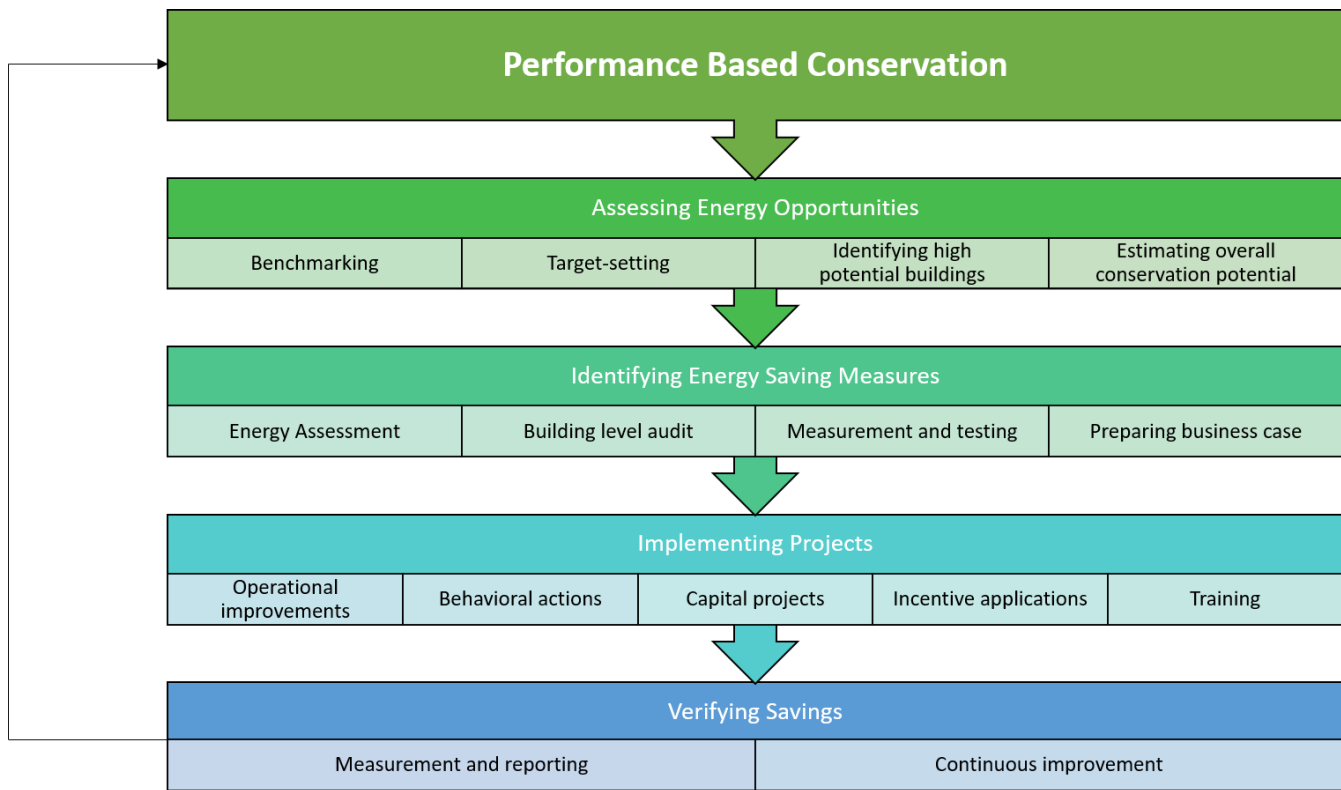 Performance Based Conservation
Assessing Energy Opportunities
Benchmarking
Target-setting
Identifying high
potential buildings
Estimating overall
conservation potential
Identifying Energy Saving Measures
Energy Assessment
Building level audit
Measurement and testing
Preparing business case
Implementing Projects
Operational
improvements
Behavioral actions
Capital projects
Incentive applications
Training
Verifying Savings
Measurement and reporting
Continuous improvement